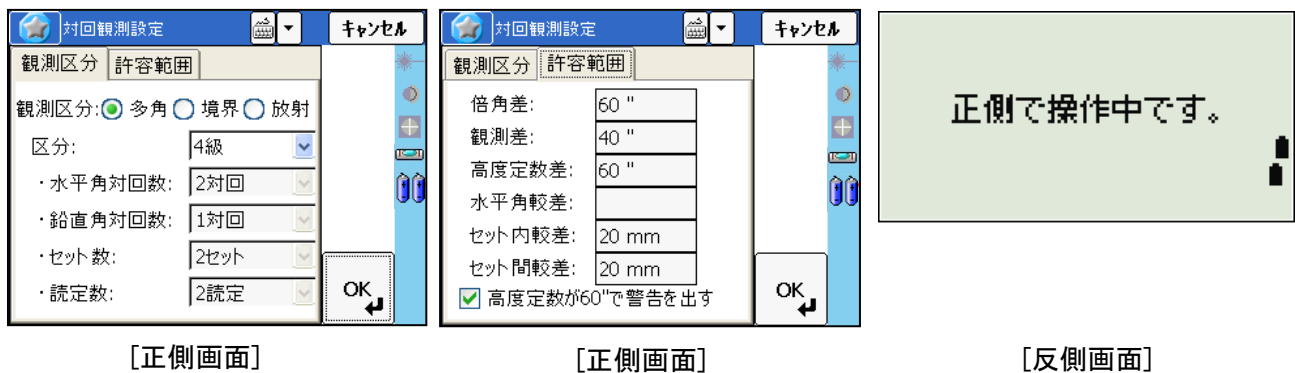 対回観測設定
キャンセル
観測区分 許容範囲
観測区分: 多角 境界 放射
区分: 4級
・水平角対回数: 2対回
・鉛直角対回数: 1対回
・セット数: 2セット
・読定数: 2読定
OK
[正側画面]
対回観測設定
キャンセル
観測区分 許容範囲
倍角差: 60 "
観測差: 40 "
高度定数差: 60 "
水平角較差:
セット内較差: 20 mm
セット間較差: 20 mm
高度定数が60"で警告を出す
OK
[正側画面]
正側で操作中です。
[反側画面]